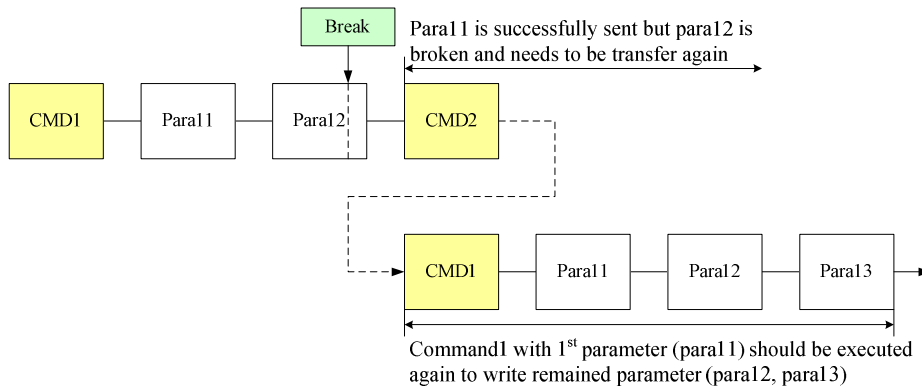 Break
Para11 is successfully sent but para12 is
broken and needs to be transfer again
CMD1
Para11
Para12
CMD2
CMD1
Para11
Para12
Para13
Command1 with 1st parameter (para11) should be executed
again to write remained parameter (para12, para13)